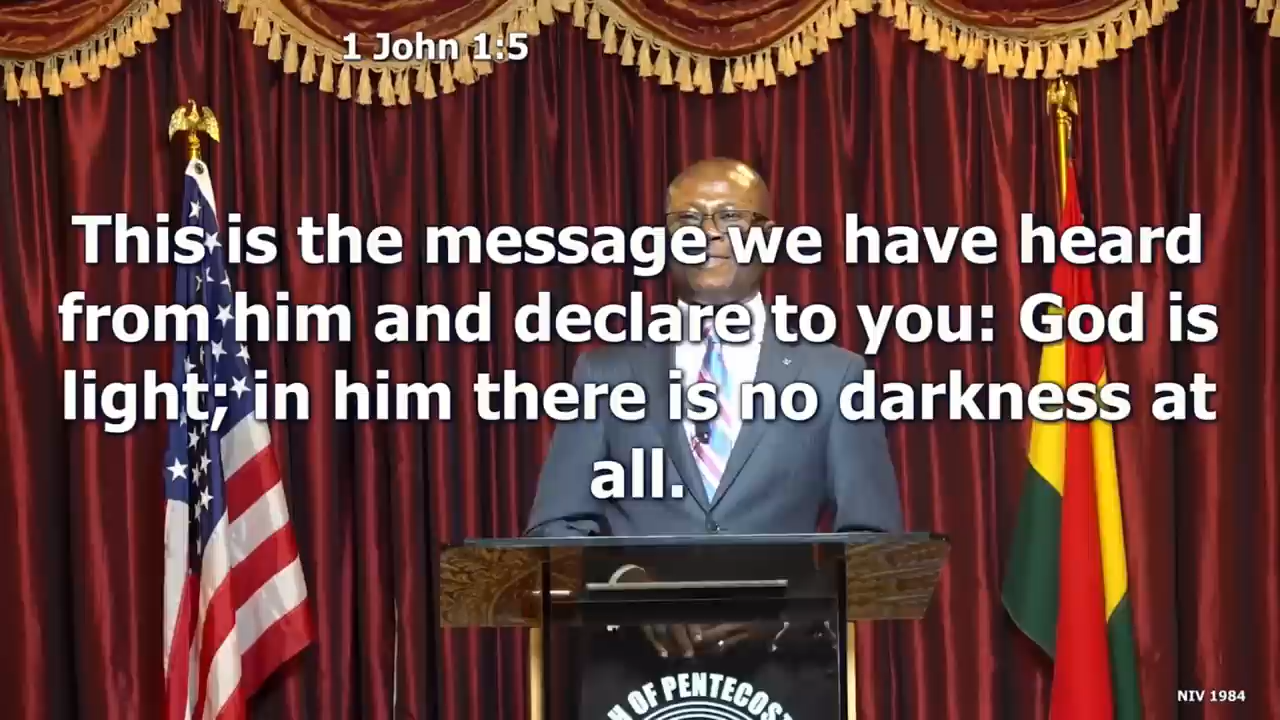 1 John 1:5
This is the message we have heard
from him and declare to you: God is
light; in him there is no darkness at
all.
OF PENTECOST
NIV 1984